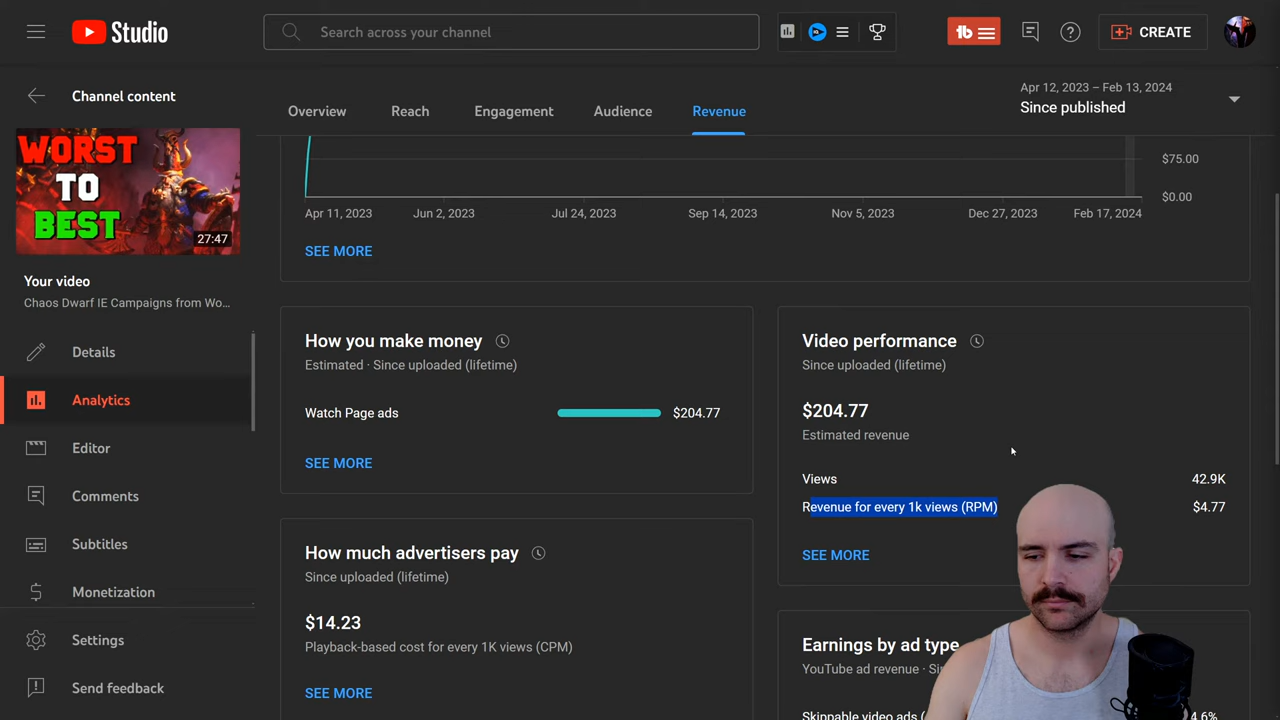 Studio
Search across your channel
CREATE
Channel content
WORST
TO
BEST
27:47
Your video
Chaos Dwarf IE Campaigns from Wo...
Details
Analytics
Editor
Comments
Subtitles
Monetization
Settings
Send feedback
Overview
Reach
Engagement
Audience
Revenue
Apr 12, 2023 – Feb 13, 2024
Since published
$75.00
$0.00
Apr 11, 2023
Jun 2, 2023
Jul 24, 2023
Sep 14, 2023
Nov 5, 2023
Dec 27, 2023
Feb 17, 2024
SEE MORE
How you make money
Estimated · Since uploaded (lifetime)
Watch Page ads $204.77
SEE MORE
How much advertisers pay
Since uploaded (lifetime)
$14.23
Playback-based cost for every 1K views (CPM)
SEE MORE
Video performance
Since uploaded (lifetime)
$204.77
Estimated revenue
Views 42.9K
Revenue for every 1k views (RPM) $4.77
SEE MORE
Earnings by ad type
YouTube ad revenue ·
Skippable video ads